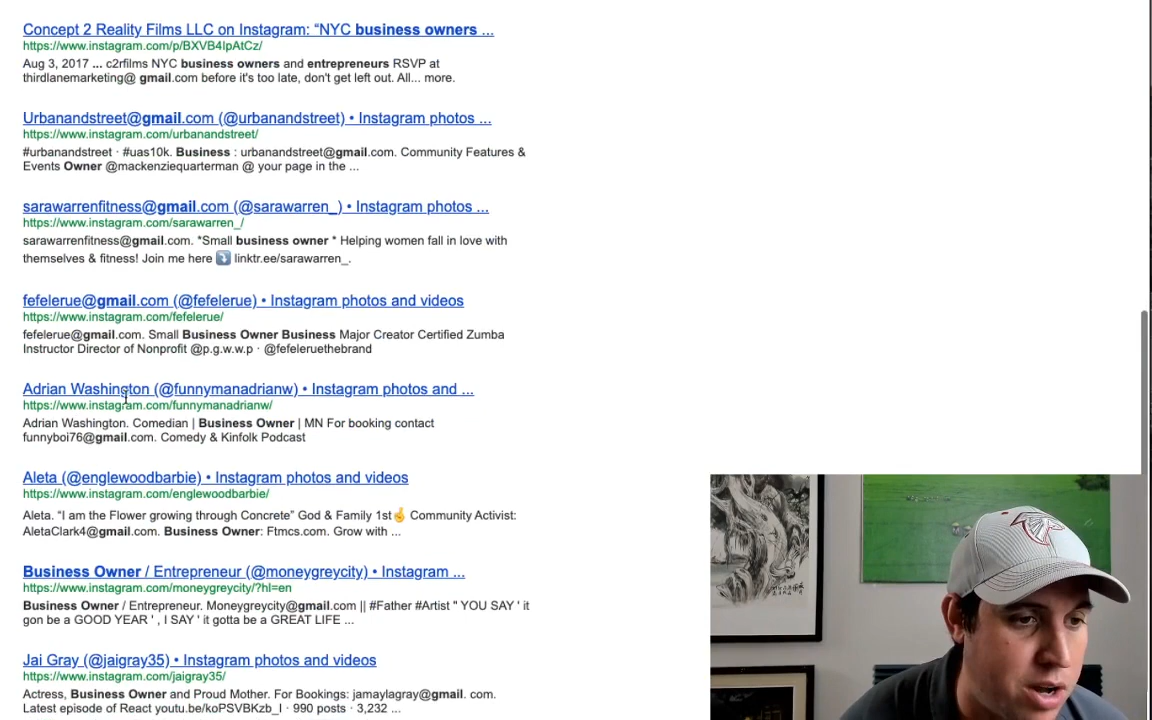 Concept 2 Reality Films LLC on Instagram: “NYC business owners ...
https://www.instagram.com/p/BXVB4lpAtCz/
Aug 3, 2017 ... c2rfilms NYC business owners and entrepreneurs RSVP at
thirdlanemarketing@ gmail.com before it's too late, don't get left out. All... more.
Urbanandstreet@gmail.com (@urbanandstreet) • Instagram photos ...
https://www.instagram.com/urbanandstreet/
#urbanandstreet · #uas10k. Business : urbanandstreet@gmail.com. Community Features &
Events Owner @mackenziequarterman @ your page in the ...
sarawarrenfitness@gmail.com (@sarawarren_) • Instagram photos ...
https://www.instagram.com/sarawarren_/
sarawarrenfitness@gmail.com. *Small business owner * Helping women fall in love with
themselves & fitness! Join me here ⤵️ linktr.ee/sarawarren_.
fefelerue@gmail.com (@fefelerue) • Instagram photos and videos
https://www.instagram.com/fefelerue/
fefelerue@gmail.com. Small Business Owner Business Major Creator Certified Zumba
Instructor Director of Nonprofit @p.g.w.w.p · @fefeleruethebrand
Adrian Washington (@funnymanadrianw) • Instagram photos and ...
https://www.instagram.com/funnymanadrianw/
Adrian Washington. Comedian | Business Owner | MN For booking contact
funnyboi76@gmail.com. Comedy & Kinfolk Podcast
Aleta (@englewoodbarbie) • Instagram photos and videos
https://www.instagram.com/englewoodbarbie/
Aleta. “I am the Flower growing through Concrete” God & Family 1st☝ Community Activist:
AletaClark4@gmail.com. Business Owner: Ftmcs.com. Grow with ...
Business Owner / Entrepreneur (@moneygreycity) • Instagram ...
https://www.instagram.com/moneygreycity/?hl=en
Business Owner / Entrepreneur. Moneygreycity@gmail.com || #Father #Artist " YOU SAY ' it
gon be a GOOD YEAR ' , I SAY ' it gotta be a GREAT LIFE ...
Jai Gray (@jaigray35) • Instagram photos and videos
https://www.instagram.com/jaigray35/
Actress, Business Owner and Proud Mother. For Bookings: jamaylagray@gmail. com.
Latest episode of React youtu.be/koPSVBKzb_I · 990 posts · 3,232 ...